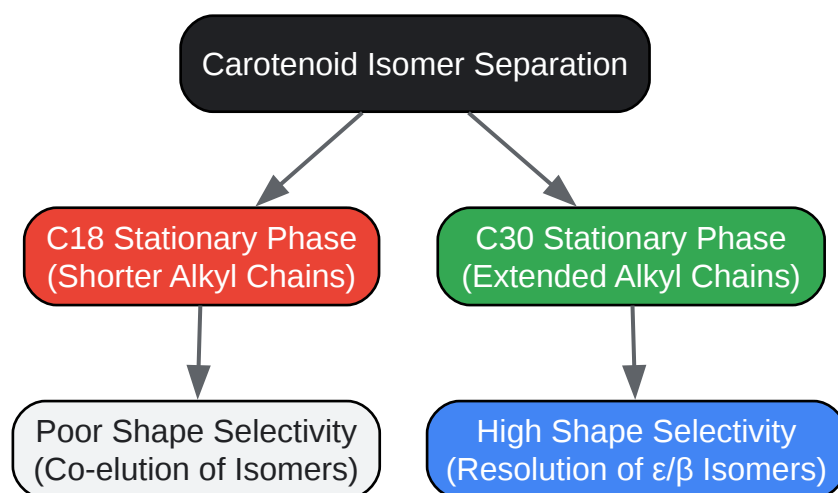 Carotenoid Isomer Separation
C18 Stationary Phase
(Shorter Alkyl Chains)
C30 Stationary Phase
(Extended Alkyl Chains)
Poor Shape Selectivity
(Co-elution of Isomers)
High Shape Selectivity
(Resolution of ε/β Isomers)